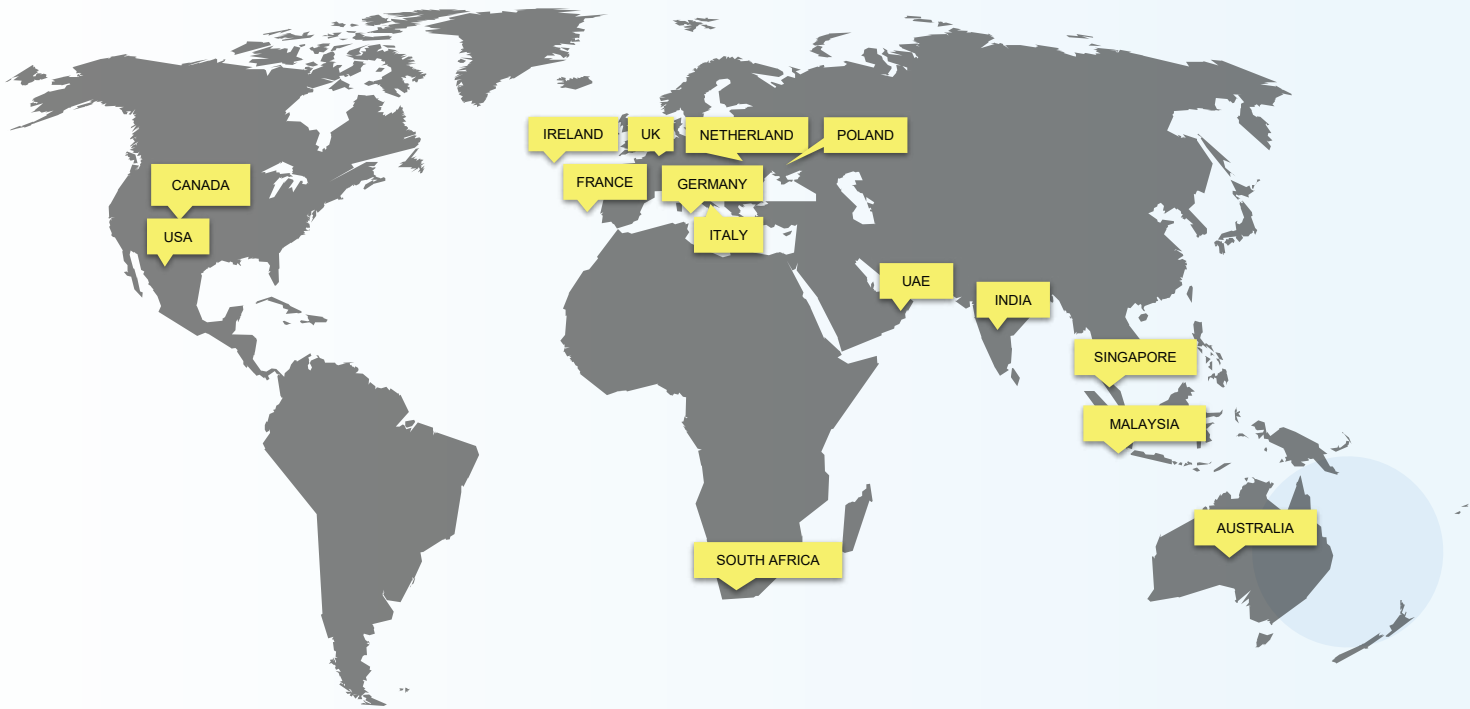 IRELAND
UK
NETHERLAND
POLAND
CANADA
FRANCE
GERMANY
USA
ITALY
UAE
INDIA
SINGAPORE
MALAYSIA
AUSTRALIA
SOUTH AFRICA